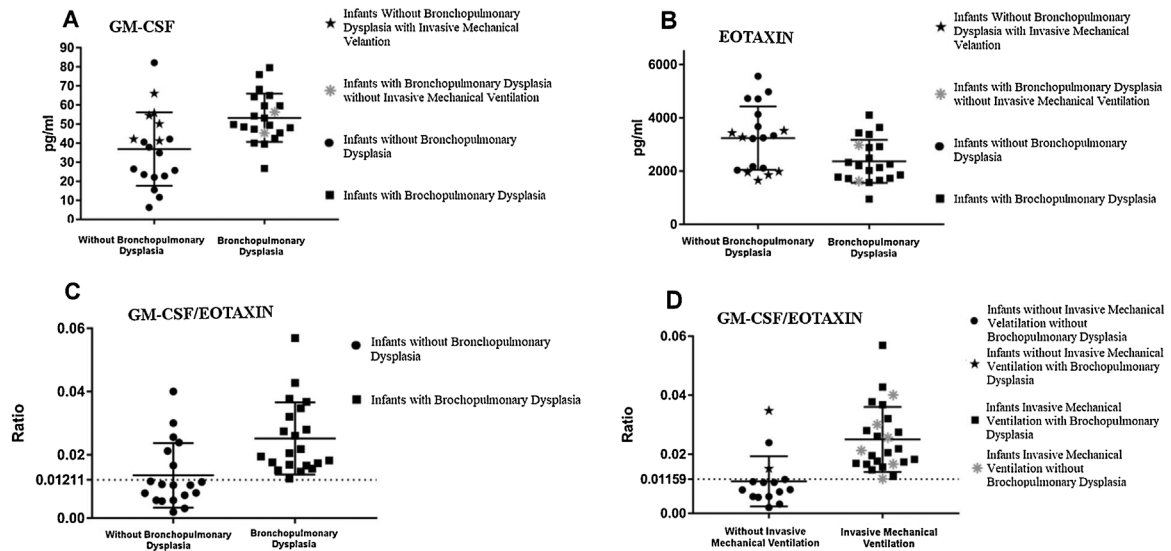 A
GM-CSF
90
80
70
60
50
40
30
20
10
0
pg/ml
Without Bronchopulmonary
Dysplasia
Bronchopulmonary
Dysplasia
Infants Without Bronchopulmonary
Dysplasia with Invasive Mechanical
Velantion
Infants with Bronchopulmonary Dysplasia
without Invasive Mechanical Ventilation
Infants without Bronchopulmonary
Dysplasia
Infants with Brochopulmonary Dysplasia
B
EOTAXIN
6000
4000
2000
0
pg/ml
Without Bronchopulmonary
Dysplasia
Bronchopulmonary
Dysplasia
Infants Without Bronchopulmonary
Dysplasia with Invasive Mechanical
Velantion
Infants with Bronchopulmonary Dysplasia
without Invasive Mechanical Ventilation
Infants without Bronchopulmonary
Dysplasia
Infants with Brochopulmonary Dysplasia
C
GM-CSF/EOTAXIN
0.06
0.04
0.02
0.01211
0.00
Ratio
Without Bronchopulmonary
Dysplasia
Bronchopulmonary
Dysplasia
Infants without Bronchopulmonary
Dysplasia
Infants with Brochopulmonary Dysplasia
D
GM-CSF/EOTAXIN
0.06
0.04
0.02
0.01159
0.00
Ratio
Without Invasive
Mechanical Ventilation
Invasive Mechanical
Ventilation
Infants without Invasive Mechanical
Velatilation without
Brochopulmonary Dysplasia
Infants without Invasive Mechanical
Ventilation with Brochopulmonary
Dysplasia
Infants Invasive Mechanical
Ventilation with
Brochopulmonary Dysplasia
Infants Invasive Mechanical
Ventilation without
Brochopulmonary Dysplasia